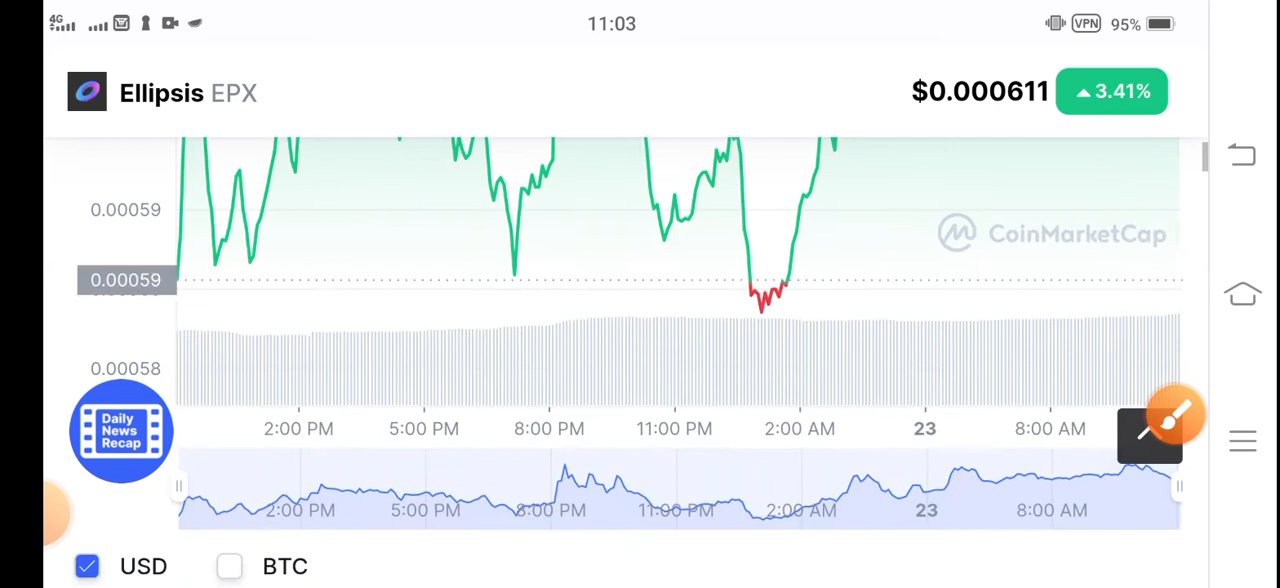 4G 11:03 VPN 95%
Ellipsis EPX $0.000611 3.41%
0.00059
CoinMarketCap
0.00059
0.00058
Daily
News
Recap
2:00 PM 5:00 PM 8:00 PM 11:00 PM 2:00 AM 23 8:00 AM
2:00 PM 5:00 PM 8:00 PM 11:00 PM 2:00 AM 23 8:00 AM
USD BTC